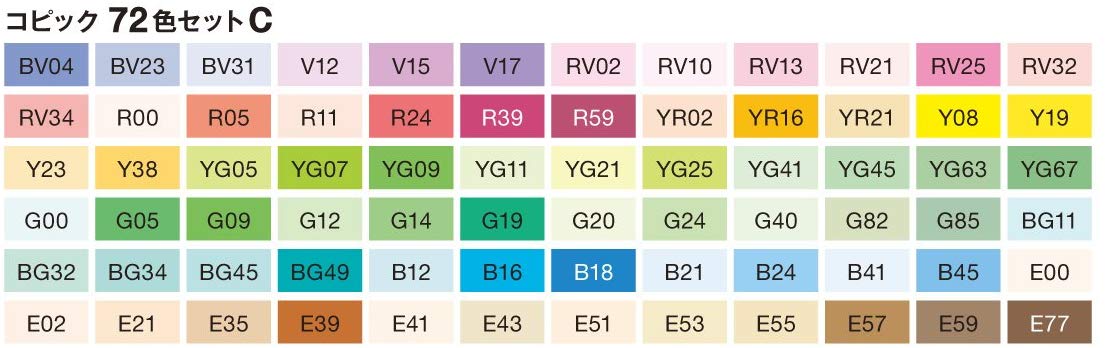 コピック 72色セットC
BV04 BV23 BV31 V12 V15 V17 RV02 RV10 RV13 RV21 RV25 RV32
RV34 R00 R05 R11 R24 R39 R59 YR02 YR16 YR21 Y08 Y19
Y23 Y38 YG05 YG07 YG09 YG11 YG21 YG25 YG41 YG45 YG63 YG67
G00 G05 G09 G12 G14 G19 G20 G24 G40 G82 G85 BG11
BG32 BG34 BG45 BG49 B12 B16 B18 B21 B24 B41 B45 E00
E02 E21 E35 E39 E41 E43 E51 E53 E55 E57 E59 E77